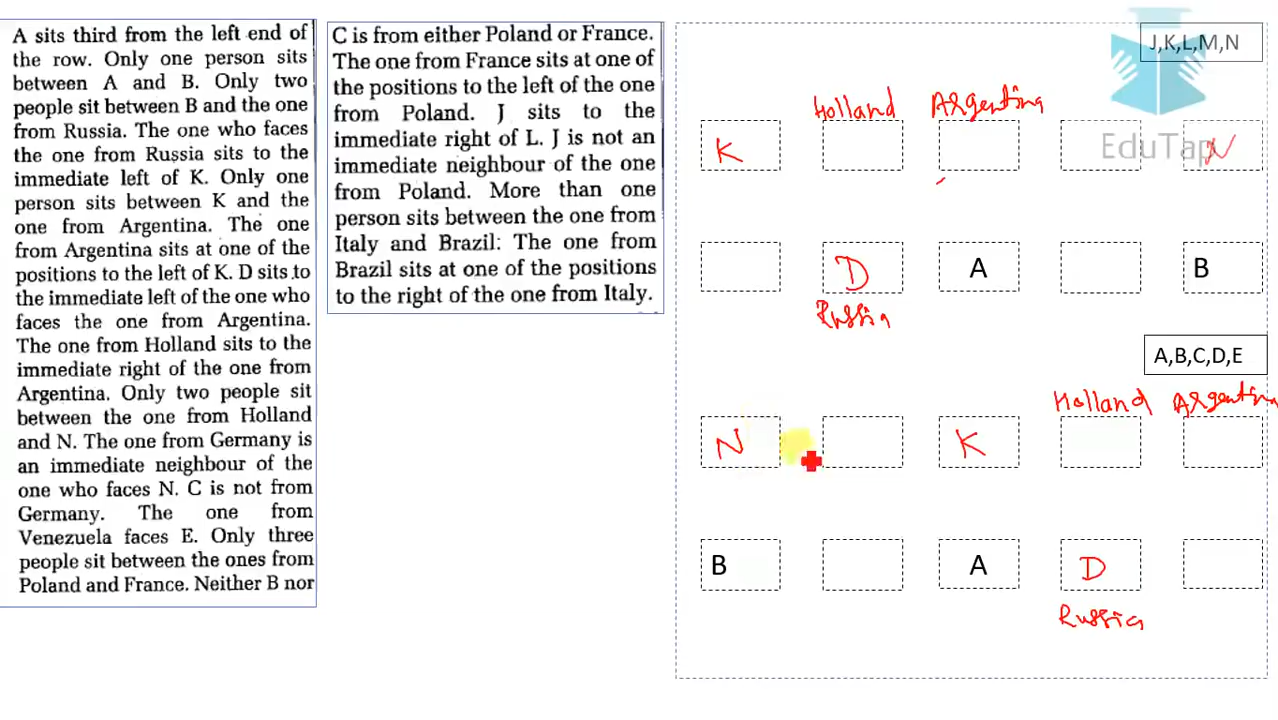 A sits third from the left end of
the row. Only one person sits
between A and B. Only two
people sit between B and the one
from Russia. The one who faces
the one from Russia sits to the
immediate left of K. Only one
person sits between K and the
one from Argentina. The one
from Argentina sits at one of the
positions to the left of K. D sits to
the immediate left of the one who
faces the one from Argentina.
The one from Holland sits to the
immediate right of the one from
Argentina. Only two people sit
between the one from Holland
and N. The one from Germany is
an immediate neighbour of the
one who faces N. C is not from
Germany. The one from
Venezuela faces E. Only three
people sit between the ones from
Poland and France. Neither B nor
C is from either Poland or France.
The one from France sits at one of
the positions to the left of the one
from Poland. J sits to the
immediate right of L. J is not an
immediate neighbour of the one
from Poland. More than one
person sits between the one from
Italy and Brazil: The one from
Brazil sits at one of the positions
to the right of the one from Italy.
J,K,L,M,N
Holland Argentina
K N
EduTap
D A B
Russia
A,B,C,D,E
Holland Argentina
N K
B A D
Russia